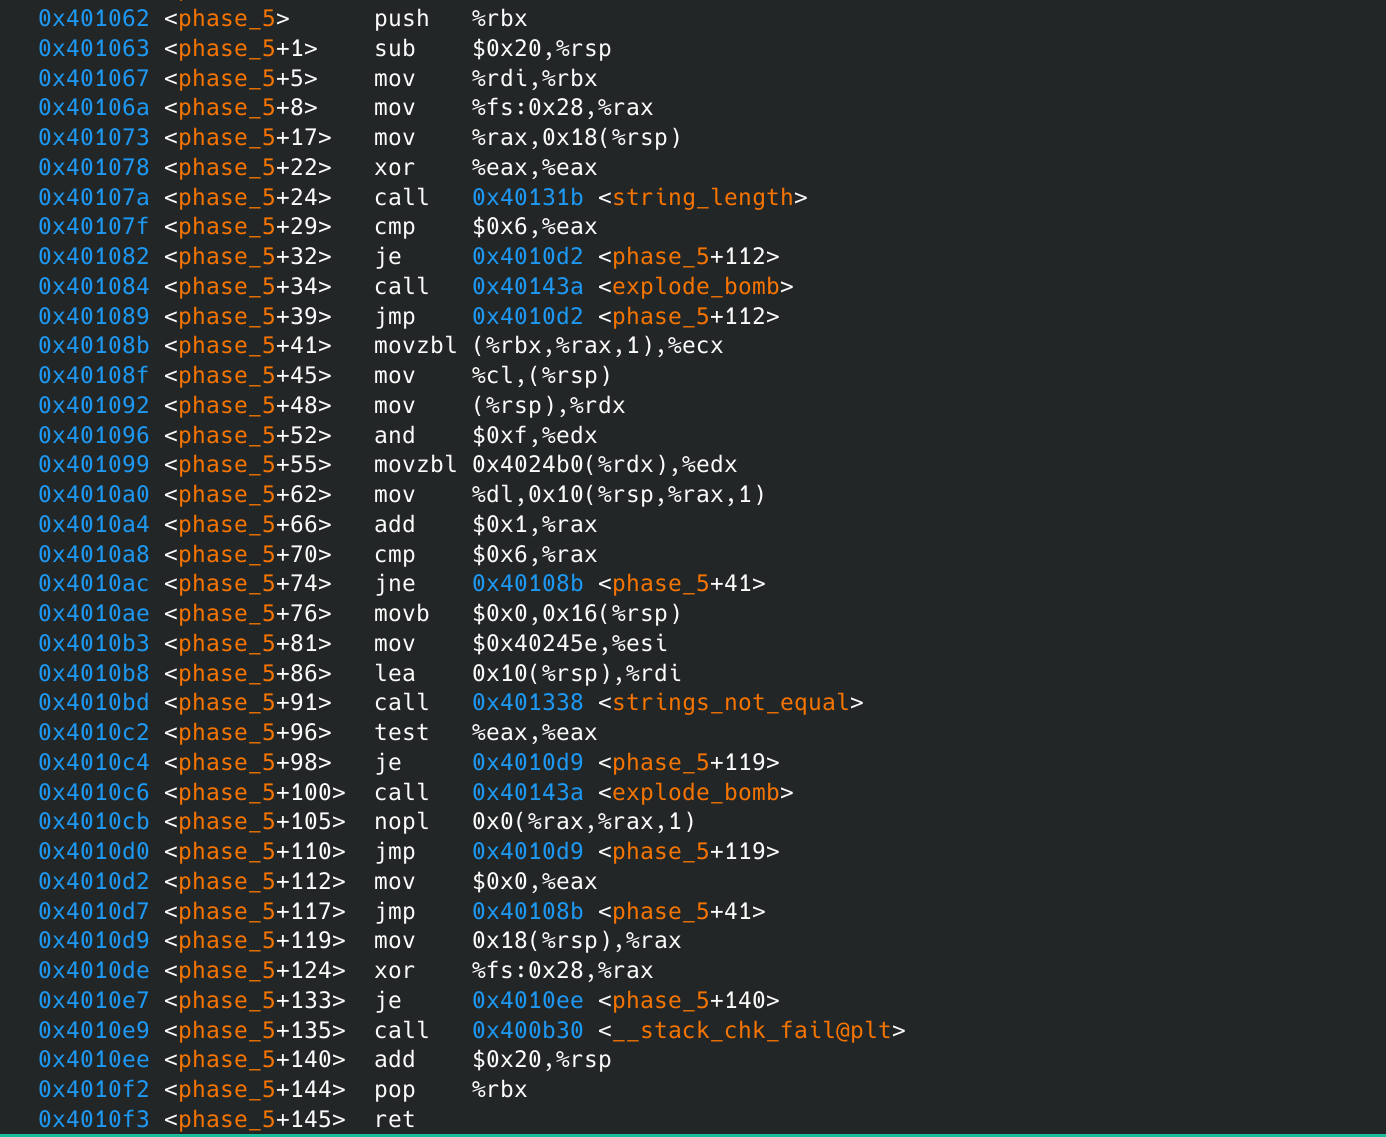 0x401062 <phase_5> push %rbx
0x401063 <phase_5+1> sub $0x20,%rsp
0x401067 <phase_5+5> mov %rdi,%rbx
0x40106a <phase_5+8> mov %fs:0x28,%rax
0x401073 <phase_5+17> mov %rax,0x18(%rsp)
0x401078 <phase_5+22> xor %eax,%eax
0x40107a <phase_5+24> call 0x40131b <string_length>
0x40107f <phase_5+29> cmp $0x6,%eax
0x401082 <phase_5+32> je 0x4010d2 <phase_5+112>
0x401084 <phase_5+34> call 0x40143a <explode_bomb>
0x401089 <phase_5+39> jmp 0x4010d2 <phase_5+112>
0x40108b <phase_5+41> movzbl (%rbx,%rax,1),%ecx
0x40108f <phase_5+45> mov %cl,(%rsp)
0x401092 <phase_5+48> mov (%rsp),%rdx
0x401096 <phase_5+52> and $0xf,%edx
0x401099 <phase_5+55> movzbl 0x4024b0(%rdx),%edx
0x4010a0 <phase_5+62> mov %dl,0x10(%rsp,%rax,1)
0x4010a4 <phase_5+66> add $0x1,%rax
0x4010a8 <phase_5+70> cmp $0x6,%rax
0x4010ac <phase_5+74> jne 0x40108b <phase_5+41>
0x4010ae <phase_5+76> movb $0x0,0x16(%rsp)
0x4010b3 <phase_5+81> mov $0x40245e,%esi
0x4010b8 <phase_5+86> lea 0x10(%rsp),%rdi
0x4010bd <phase_5+91> call 0x401338 <strings_not_equal>
0x4010c2 <phase_5+96> test %eax,%eax
0x4010c4 <phase_5+98> je 0x4010d9 <phase_5+119>
0x4010c6 <phase_5+100> call 0x40143a <explode_bomb>
0x4010cb <phase_5+105> nopl 0x0(%rax,%rax,1)
0x4010d0 <phase_5+110> jmp 0x4010d9 <phase_5+119>
0x4010d2 <phase_5+112> mov $0x0,%eax
0x4010d7 <phase_5+117> jmp 0x40108b <phase_5+41>
0x4010d9 <phase_5+119> mov 0x18(%rsp),%rax
0x4010de <phase_5+124> xor %fs:0x28,%rax
0x4010e7 <phase_5+133> je 0x4010ee <phase_5+140>
0x4010e9 <phase_5+135> call 0x400b30 <__stack_chk_fail@plt>
0x4010ee <phase_5+140> add $0x20,%rsp
0x4010f2 <phase_5+144> pop %rbx
0x4010f3 <phase_5+145> ret